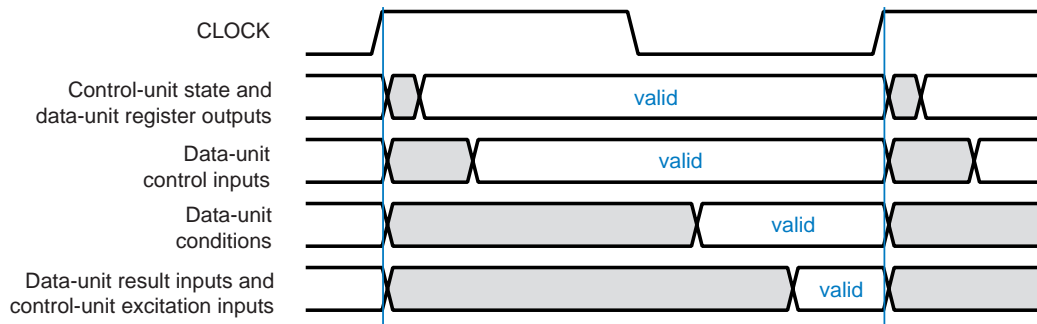 CLOCK
Control-unit state and
data-unit register outputs
valid
Data-unit
control inputs
valid
Data-unit
conditions
valid
Data-unit result inputs and
control-unit excitation inputs
valid